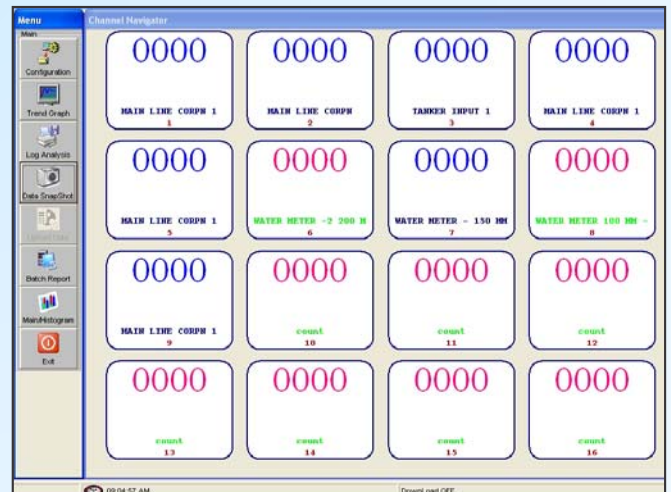 Menu
Channel Navigator
Main
Configuration
Trend Graph
Log Analysis
Data SnapShot
Batch Report
Main/Histogram
Exit
0000 0000 0000 0000
MAIN LINE CORPN 1 MAIN LINE CORPN TANKER INPUT 1 MAIN LINE CORPN 1
1 2 3 4
0000 0000 0000 0000
MAIN LINE CORPN 1 WATER METER -2 200 M WATER METER - 150 MM WATER METER 100 MM -
5 6 7 8
0000 0000 0000 0000
MAIN LINE CORPN 1 count count count
9 10 11 12
0000 0000 0000 0000
count count count count
13 14 15 16
09:04:57 AM
DownLoad OFF